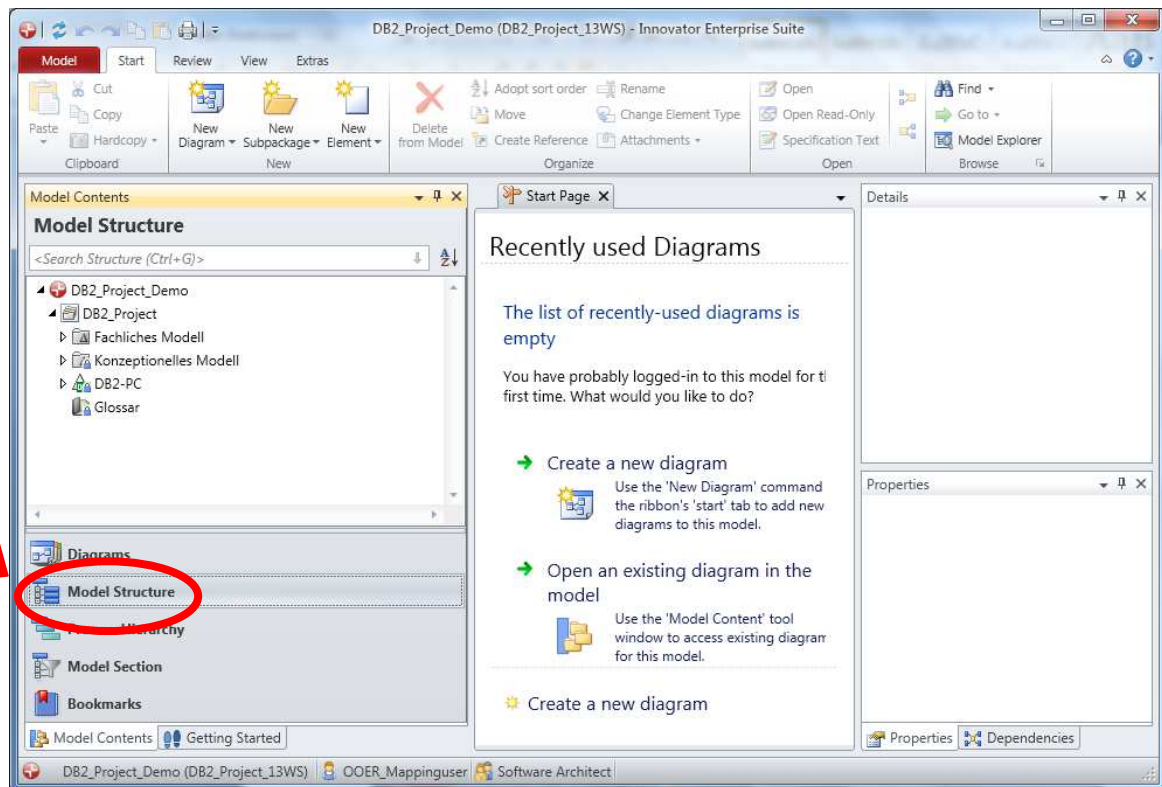 DB2_Project_Demo (DB2_Project_13WS) - Innovator Enterprise Suite
Model Start Review View Extras
Paste
Cut
Copy
Hardcopy
Clipboard
New Diagram
New Subpackage
New Element
New
Delete from Model
Adopt sort order Rename
Move Change Element Type
Create Reference Attachments
Organize
Open
Open Read-Only
Specification Text
Open
Find
Go to
Model Explorer
Browse
Model Contents
Model Structure
<Search Structure (Ctrl+G)>
DB2_Project_Demo
DB2_Project
Fachliches Modell
Konzeptionelles Modell
DB2-PC
Glossar
Diagrams
Model Structure
Hierarchy
Model Section
Bookmarks
Model Contents Getting Started
Start Page
Recently used Diagrams
The list of recently-used diagrams is
empty
You have probably logged-in to this model for
first time. What would you like to do?
Create a new diagram
Use the 'New Diagram' command
the ribbon's 'start' tab to add new
diagrams to this model.
Open an existing diagram in the
model
Use the 'Model Content' tool
window to access existing
for this model.
Create a new diagram
Details
Properties
Properties Dependencies
DB2_Project_Demo (DB2_Project_13WS) OOER_Mappinguser Software Architect